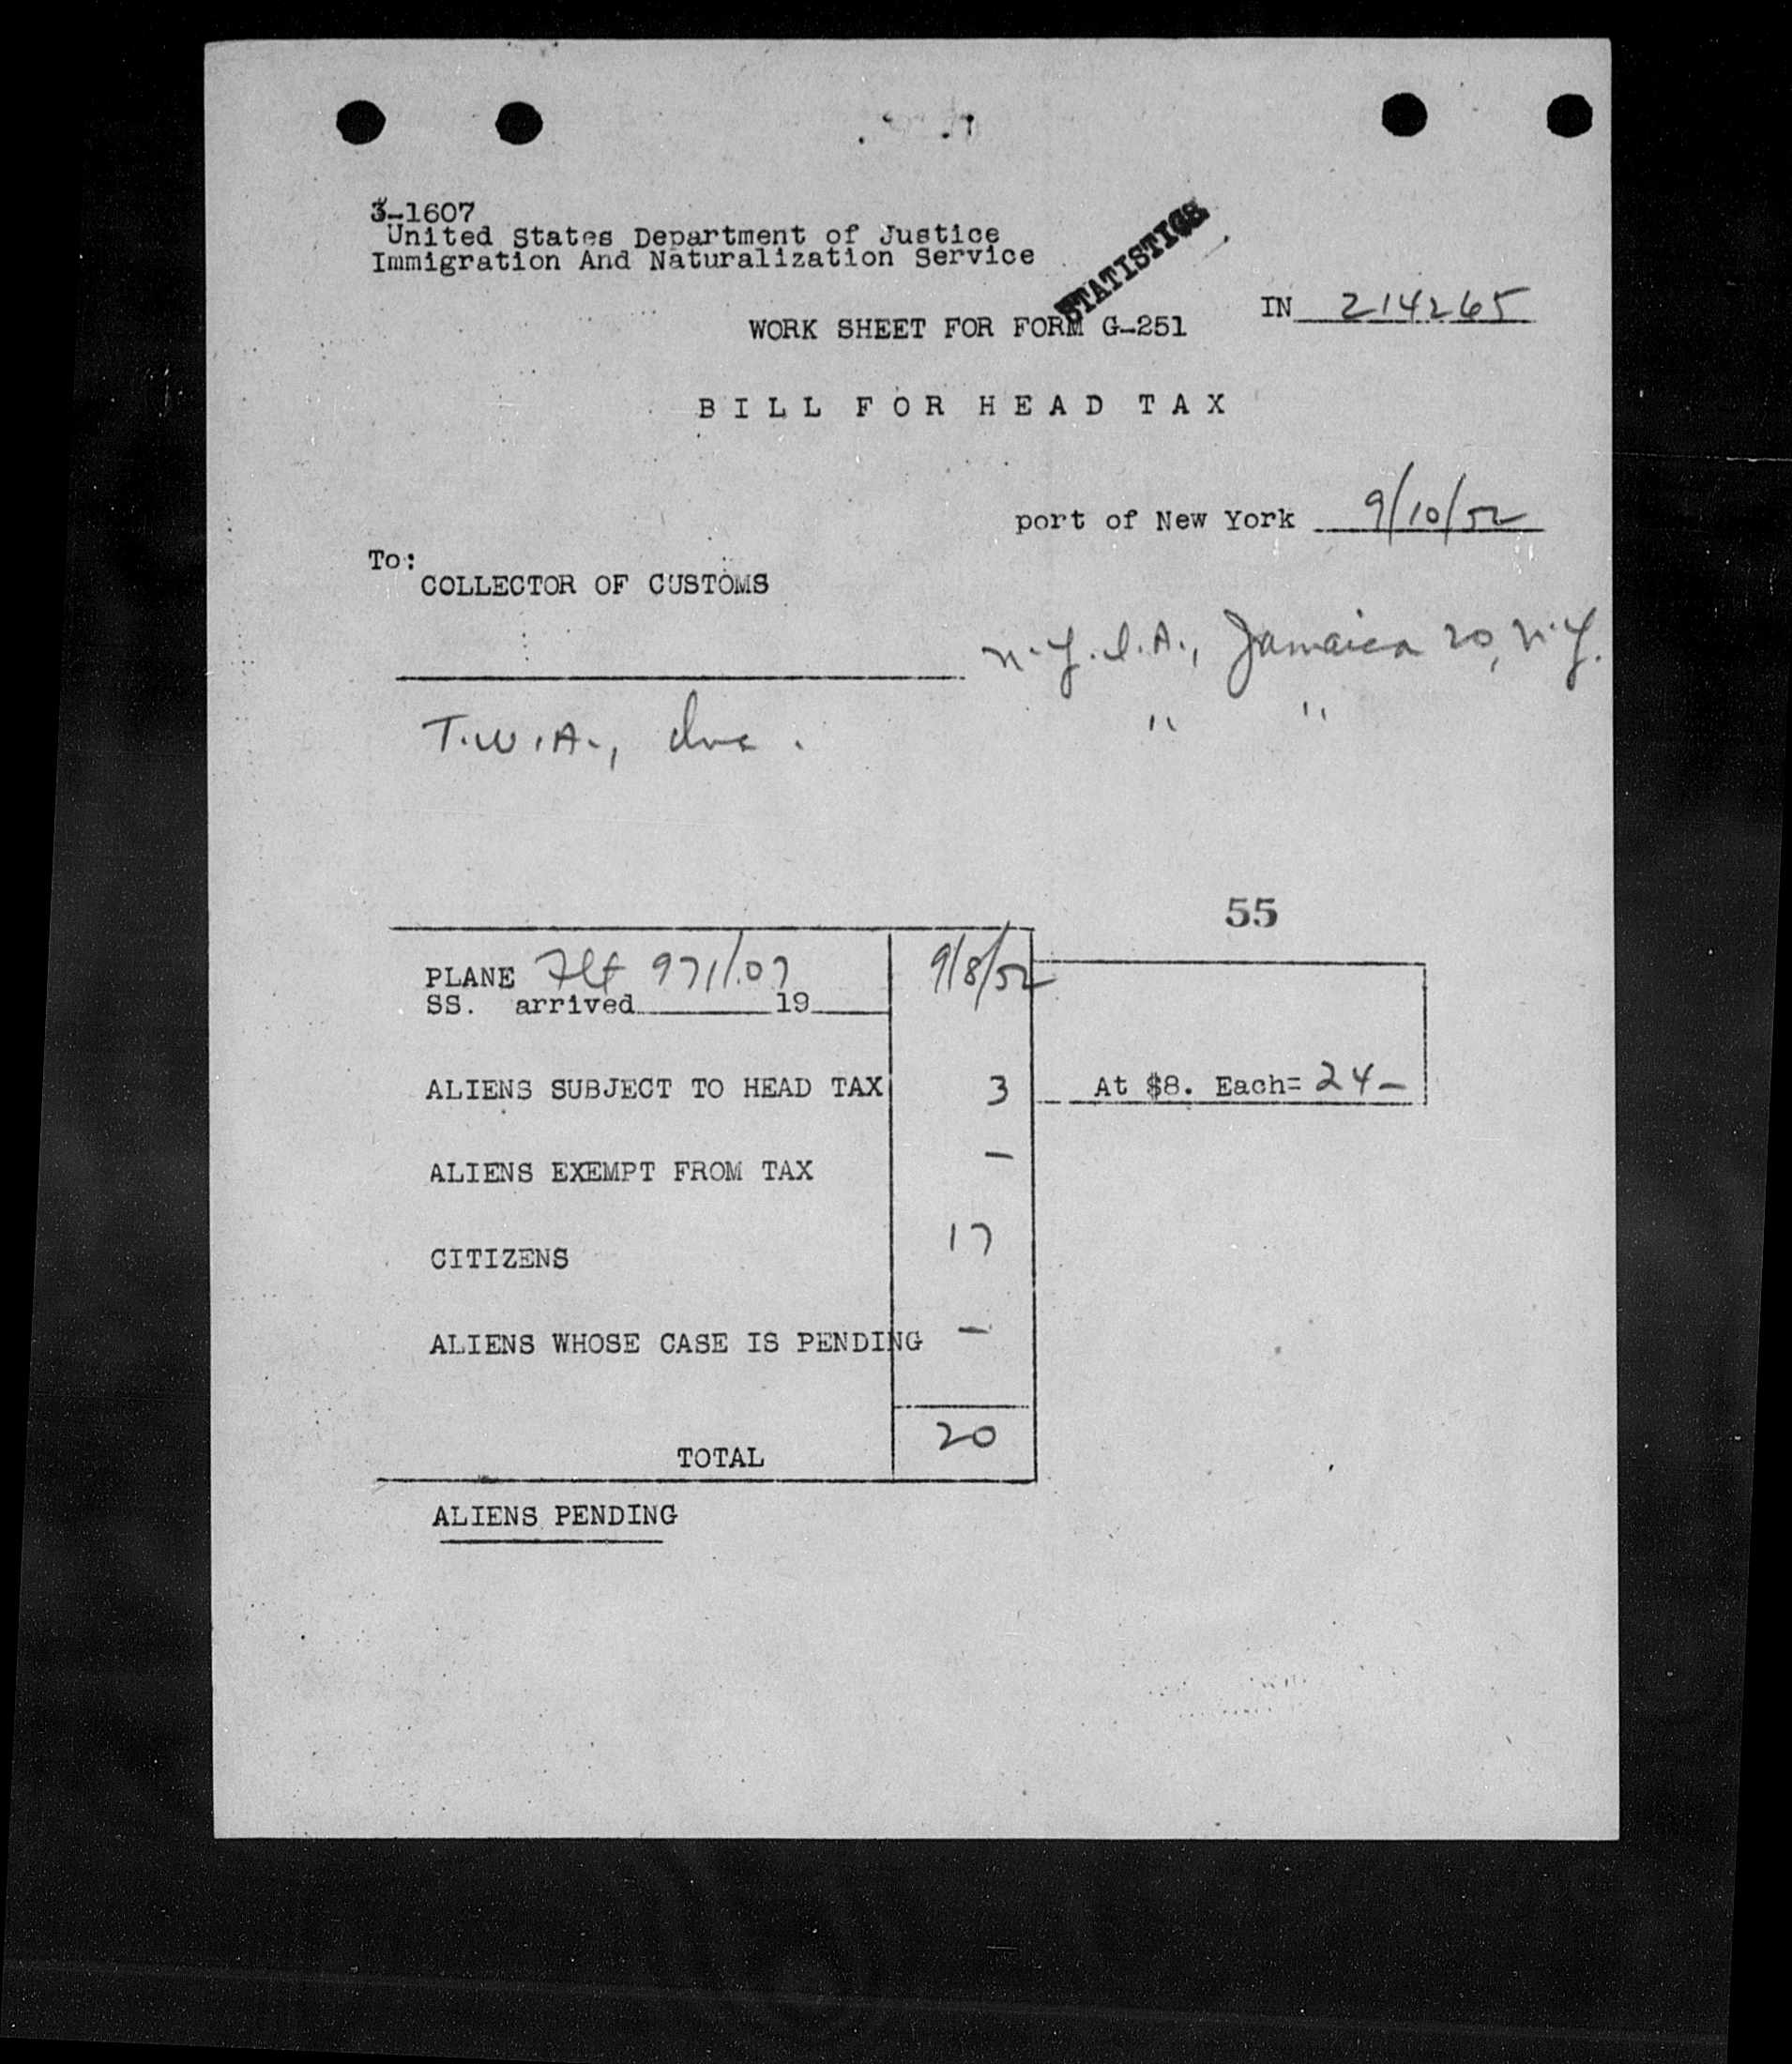 3-1607
United States Department of Justice
Immigration And Naturalization Service
STATISTICS
IN 214265
WORK SHEET FOR FORM G-251
BILL FOR HEAD TAX
port of New York 9/10/52
To:
COLLECTOR OF CUSTOMS
N.Y.I.A., Jamaica 20, N.Y.
T.W.A., Inc. " "
55
PLANE Flt 971/07 9/8/52
SS. arrived 19
ALIENS SUBJECT TO HEAD TAX 3 At $8. Each= 24-
ALIENS EXEMPT FROM TAX -
CITIZENS 17
ALIENS WHOSE CASE IS PENDING -
TOTAL 20
ALIENS PENDING